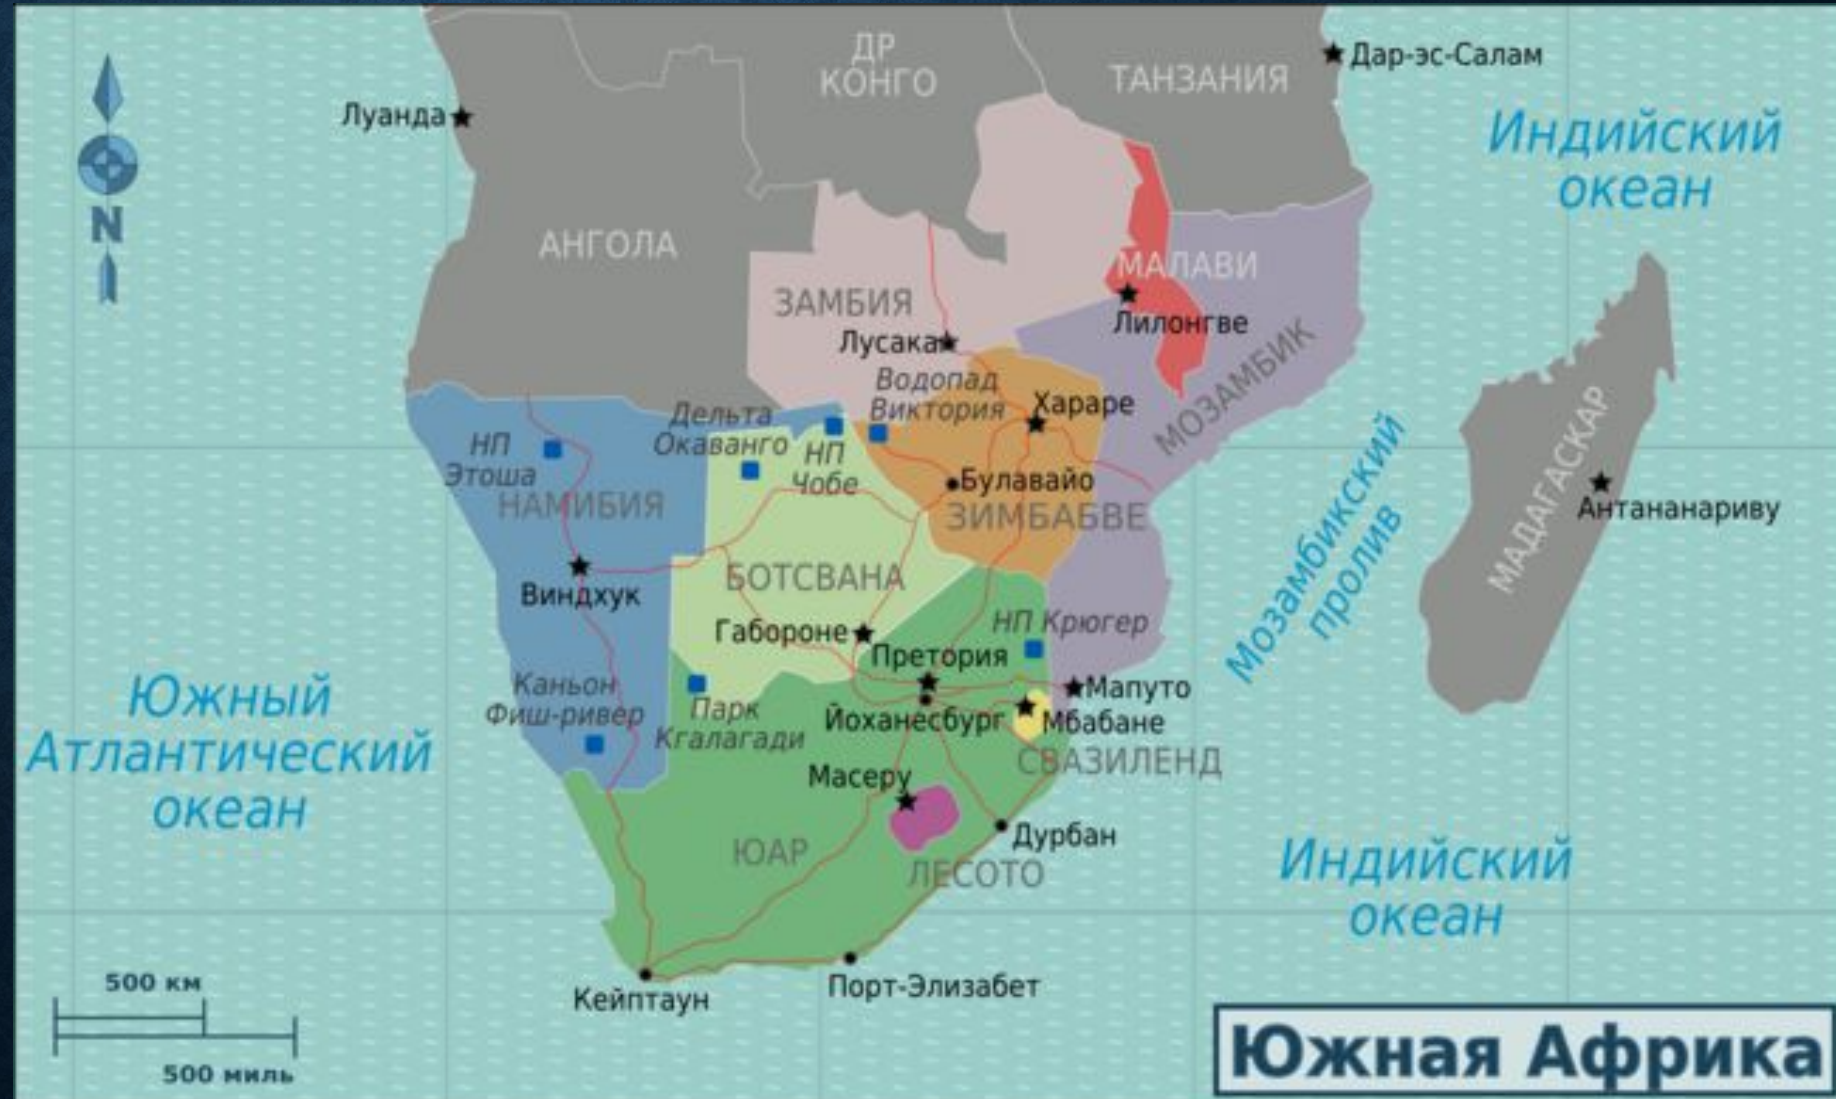 ДР
КОНГО
ТАНЗАНИЯ
Дар-эс-Салам
Луанда
Индийский
океан
N
АНГОЛА
МАЛАВИ
ЗАМБИЯ
Лилонгве
Лусака
МОЗАМБИК
Водопад
Виктория
Хараре
Дельта
Окаванго
НП
Чобе
НП
Этоша
НАМИБИЯ
Булавайо
ЗИМБАБВЕ
МАДАГАСКАР
Антананариву
Мозамбикский
пролив
Виндхук
БОТСВАНА
Габороне
НП Крюгер
Претория
Мапуто
Йоханесбург
Мбабане
СВАЗИЛЕНД
Каньон
Фиш-ривер
Парк
Кгалагади
Южный
Атлантический
океан
Масеру
Дурбан
ЮАР
ЛЕСОТО
Индийский
океан
Кейптаун
Порт-Элизабет
500 км
500 миль
Южная Африка